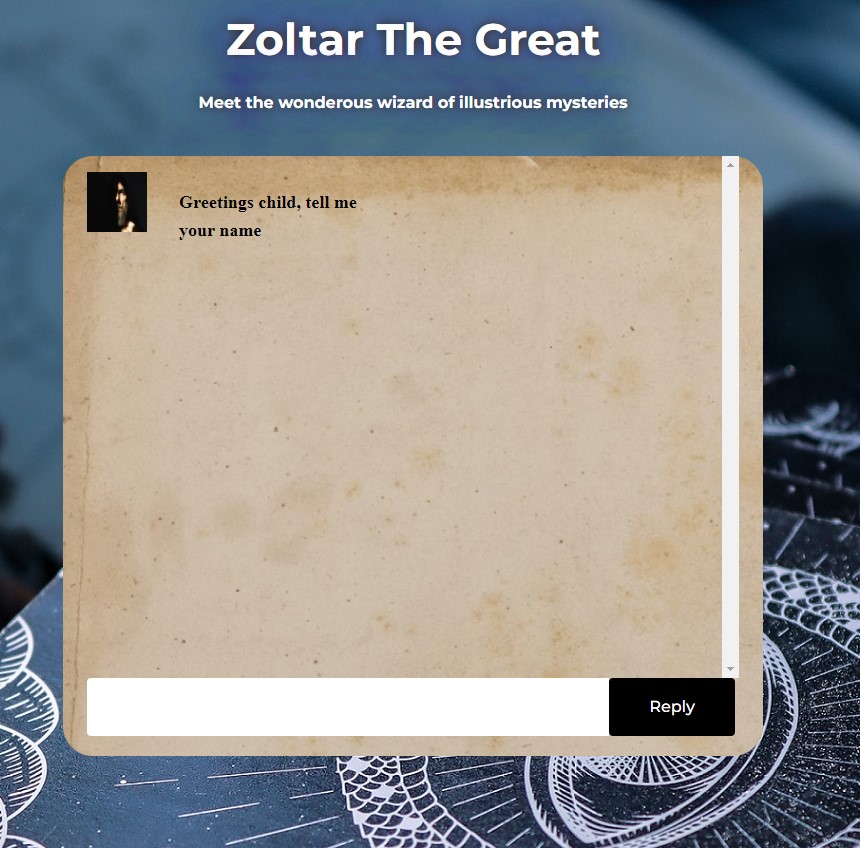 Zoltar The Great
Meet the wonderous wizard of illustrious mysteries
Greetings child, tell me
your name
Reply